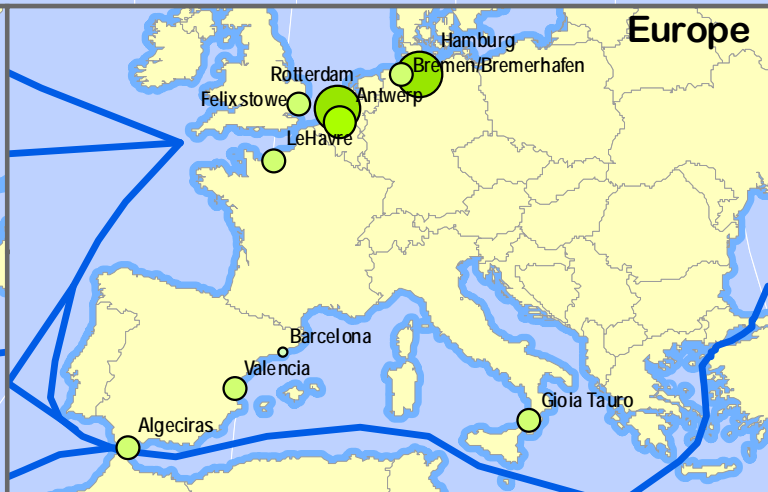 Europe
Hamburg
Bremen/Bremerhafen
Rotterdam
Antwerp
Felixstowe
LeHavre
Barcelona
Valencia
Gioia Tauro
Algeciras